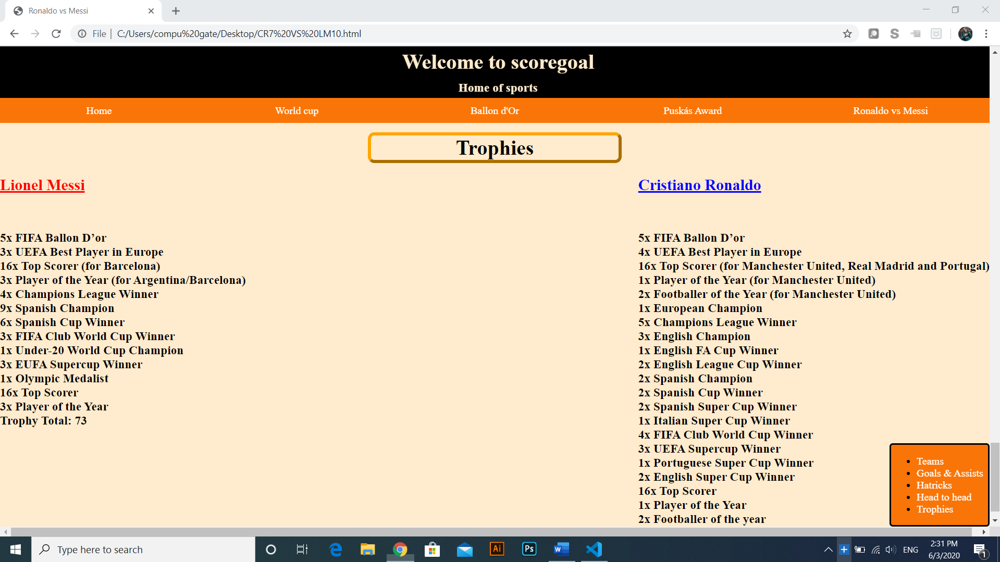 Ronaldo vs Messi
File | C:/Users/compu%20gate/Desktop/CR7%20VS%20LM10.html
S
Welcome to scoregoal
Home of sports
Home
World cup
Ballon d'Or
Puskás Award
Ronaldo vs Messi
Trophies
Lionel Messi
5x FIFA Ballon D’or
3x UEFA Best Player in Europe
16x Top Scorer (for Barcelona)
3x Player of the Year (for Argentina/Barcelona)
4x Champions League Winner
9x Spanish Champion
6x Spanish Cup Winner
3x FIFA Club World Cup Winner
1x Under-20 World Cup Champion
3x EUFA Supercup Winner
1x Olympic Medalist
16x Top Scorer
3x Player of the Year
Trophy Total: 73
Cristiano Ronaldo
5x FIFA Ballon D’or
4x UEFA Best Player in Europe
16x Top Scorer (for Manchester United, Real Madrid and Portugal)
1x Player of the Year (for Manchester United)
2x Footballer of the Year (for Manchester United)
1x European Champion
5x Champions League Winner
3x English Champion
1x English FA Cup Winner
2x English League Cup Winner
2x Spanish Champion
2x Spanish Cup Winner
2x Spanish Super Cup Winner
1x Italian Super Cup Winner
4x FIFA Club World Cup Winner
3x UEFA Supercup Winner
1x Portuguese Super Cup Winner
2x English Super Cup Winner
16x Top Scorer
1x Player of the Year
2x Footballer of the year
Teams
Goals & Assists
Hatricks
Head to head
Trophies
Type here to search
Ai
Ps
W
ENG
2:31 PM
6/3/2020
1